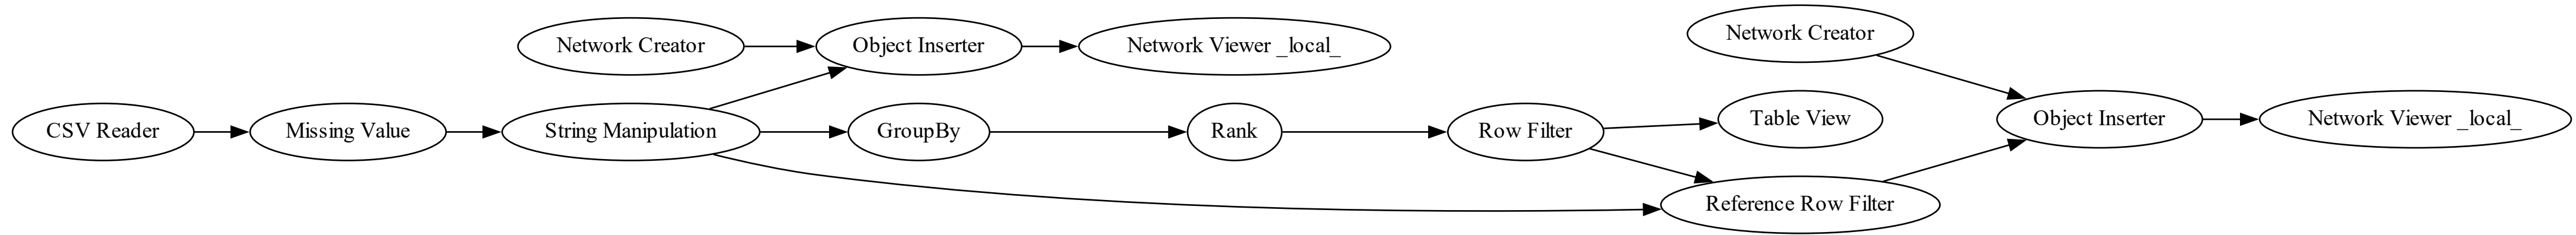 Network Creator
Object Inserter
Network Viewer _local_
CSV Reader
Missing Value
String Manipulation
GroupBy
Rank
Row Filter
Table View
Reference Row Filter
Network Creator
Object Inserter
Network Viewer _local_